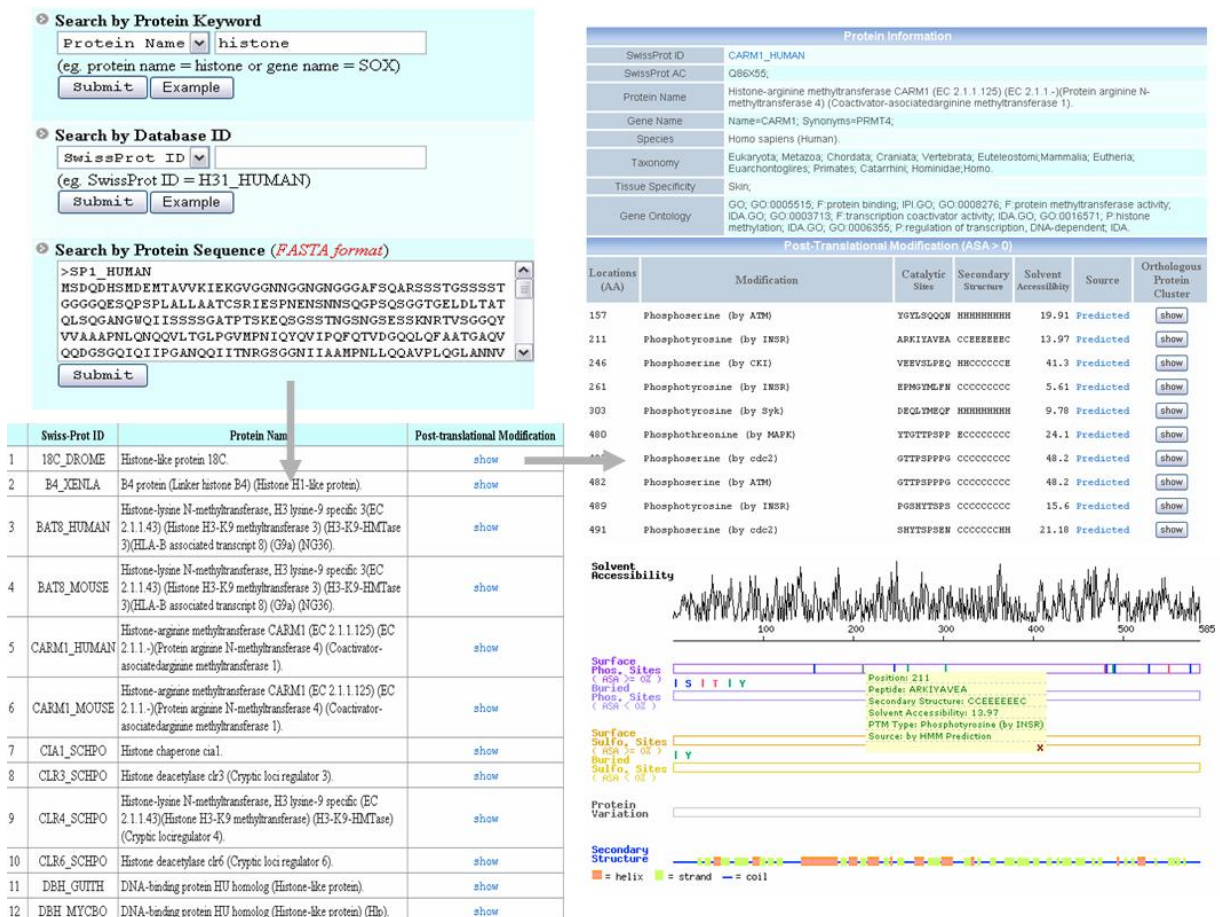 Search by Protein Keyword
Protein Name histone
(eg. protein name = histone or gene name = SOX)
Submit Example
Search by Database ID
SwissProt ID
(eg. SwissProt ID = H31_HUMAN)
Submit Example
Search by Protein Sequence (FASTA format)
>SP1_HUMAN
MSDQDHSMDEMTAVVKIEKGVGGNNGGNGNGGGAFSQARSSSTGSSSST
GGGGQESQPSPLALLAATCSRIESPNENSNNSQGPSQSGGTGELDLTAT
QLSQGANGWQIISSSSGATPTSKEQSGSSTNGSNGSESSKNRTVSGGQY
VVAAAPNLQNQQVLTGLPGVMPNIQYQVIPQFQTVDGQQLQFAATGAQV
QQDGSGQIQIIPGANQQIITNRGSGGNIIAAMPNLLQQAVPLQGLANNV
Submit
Swiss-Prot ID Protein Nam Post-translational Modification
1 18C_DROME Histone-like protein 18C. show
2 B4_XENLA B4 protein (Linker histone B4) (Histone H1-like protein). show
3 BAT8_HUMAN Histone-lysine N-methyltransferase, H3 lysine-9 specific 3(EC
2.1.1.43) (Histone H3-K9 methyltransferase 3) (H3-K9-HMTase
3)(HLA-B associated transcript 8) (G9a) (NG36). show
4 BAT8_MOUSE Histone-lysine N-methyltransferase, H3 lysine-9 specific 3(EC
2.1.1.43) (Histone H3-K9 methyltransferase 3) (H3-K9-HMTase
3)(HLA-B associated transcript 8) (G9a) (NG36). show
5 CARM1_HUMAN Histone-arginine methyltransferase CARM1 (EC 2.1.1.125) (EC
2.1.1.-)(Protein arginine N-methyltransferase 4) (Coactivator-
asociatedarginine methyltransferase 1). show
6 CARM1_MOUSE Histone-arginine methyltransferase CARM1 (EC 2.1.1.125) (EC
2.1.1.-)(Protein arginine N-methyltransferase 4) (Coactivator-
asociatedarginine methyltransferase 1). show
7 CIA1_SCHPO Histone chaperone cia1. show
8 CLR3_SCHPO Histone deacetylase clr3 (Cryptic loci regulator 3). show
9 CLR4_SCHPO Histone-lysine N-methyltransferase, H3 lysine-9 specific (EC
2.1.1.43)(Histone H3-K9 methyltransferase) (H3-K9-HMTase)
(Cryptic lociregulator 4). show
10 CLR6_SCHPO Histone deacetylase clr6 (Cryptic loci regulator 6). show
11 DBH_GUITH DNA-binding protein HU homolog (Histone-like protein). show
12 DBH_MYCBO DNA-binding protein HU homolog (Histone-like protein) (Hlp). show
Protein Information
SwissProt ID CARM1_HUMAN
SwissProt AC Q86X55;
Protein Name Histone-arginine methyltransferase CARM1 (EC 2.1.1.125) (EC 2.1.1.-)(Protein arginine N-
methyltransferase 4) (Coactivator-asociatedarginine methyltransferase 1).
Gene Name Name=CARM1; Synonyms=PRMT4;
Species Homo sapiens (Human).
Taxonomy Eukaryota; Metazoa; Chordata; Craniata; Vertebrata; Euteleostomi;Mammalia; Eutheria;
Euarchontoglires; Primates; Catarrhini; Hominidae;Homo.
Tissue Specificity Skin;
Gene Ontology GO; GO:0005515; F:protein binding; IPI.GO; GO:0008276; F:protein methyltransferase activity;
IDA.GO; GO:0003713; F:transcription coactivator activity; IDA.GO; GO:0016571; P:histone
methylation; IDA.GO; GO:0006355; P:regulation of transcription, DNA-dependent; IDA.
Post-Translational Modification (ASA > 0)
Locations (AA) Modification Catalytic Sites Secondary Structure Solvent Accessilibity Source Orthologous Protein Cluster
157 Phosphoserine (by ATM) YGYLSQQQN HHHHHHHHH 19.91 Predicted show
211 Phosphotyrosine (by INSR) ARKIYAVEA CCEEEEEEC 13.97 Predicted show
246 Phosphoserine (by CKI) VEEVSLPEQ HHCCCCCCE 41.3 Predicted show
261 Phosphotyrosine (by INSR) EPMGYMLFN CCCCCCCCC 5.61 Predicted show
303 Phosphotyrosine (by Syk) DEQLYMEQF HHHHHHHHH 9.78 Predicted show
480 Phosphothreonine (by MAPK) YTGTTPSPP ECCCCCCCC 24.1 Predicted show
Phosphoserine (by cdc2) GTTPSPPPG CCCCCCCCC 48.2 Predicted show
482 Phosphoserine (by ATM) GTTPSPPPG CCCCCCCCC 48.2 Predicted show
489 Phosphotyrosine (by INSR) PGSHYTSPS CCCCCCCCC 15.6 Predicted show
491 Phosphoserine (by cdc2) SHYTSPSEN CCCCCCCHH 21.18 Predicted show
Solvent
Accessibility
100 200 300 400 500 585
Surface
Phos. Sites
( ASA >= 0% )
S T Y
Buried
Phos. Sites
( ASA < 0% )
Position: 211
Peptide: ARKIYAVEA
Secondary Structure: CCEEEEEEC
Solvent Accessibility: 13.97
PTM Type: Phosphotyrosine (by INSR)
Source: by HMM Prediction
x
Surface
Sulfo. Sites
( ASA >= 0% )
Y
Buried
Sulfo. Sites
( ASA < 0% )
Protein
Variation
Secondary
Structure
= helix = strand = coil